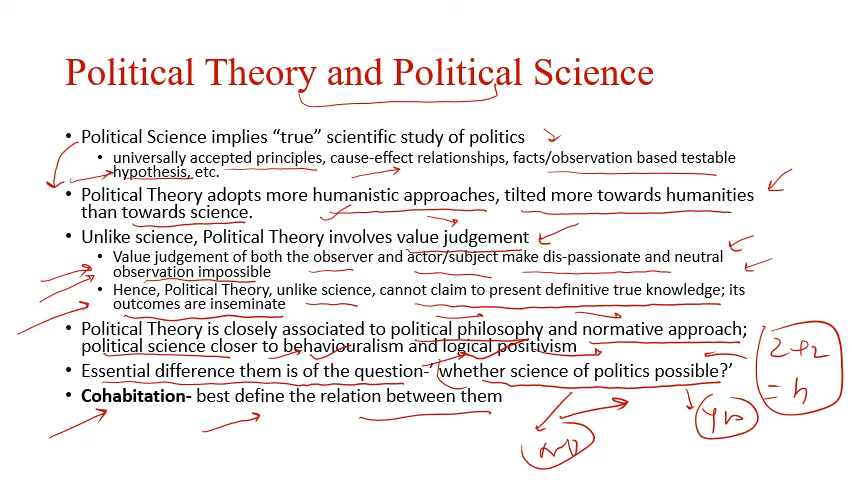 Political Theory and Political Science
• Political Science implies “true” scientific study of politics
• universally accepted principles, cause-effect relationships, facts/observation based testable
hypothesis, etc.
• Political Theory adopts more humanistic approaches, tilted more towards humanities
than towards science.
• Unlike science, Political Theory involves value judgement
• Value judgement of both the observer and actor/subject make dis-passionate and neutral
observation impossible
• Hence, Political Theory, unlike science, cannot claim to present definitive true knowledge; its
outcomes are inseminate
• Political Theory is closely associated to political philosophy and normative approach;
political science closer to behaviouralism and logical positivism
• Essential difference them is of the question-‘ whether science of politics possible?’
• Cohabitation- best define the relation between them
2+2